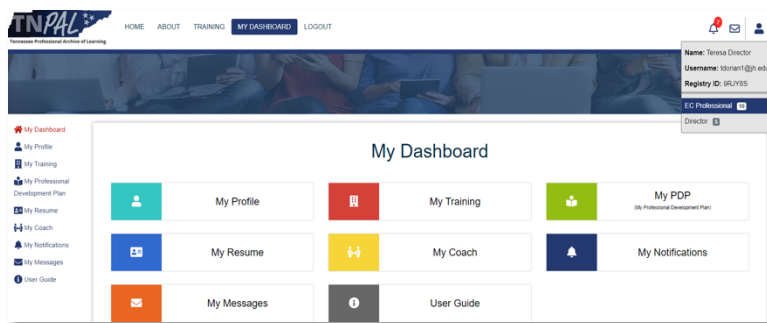 TNPAL
Tennessee Professional Archive of Learning
HOME ABOUT TRAINING MY DASHBOARD LOGOUT
7
Name: Teresa Director
Username: tdorian1@jh.edu
Registry ID: 9RJY8S
EC Professional 10
Director 5
My Dashboard
My Profile
My Training
My Professional
Development Plan
My Resume
My Coach
My Notifications
My Messages
User Guide
My Dashboard
My Profile
My Training
My PDP
(My Professional Development Plan)
My Resume
My Coach
My Notifications
My Messages
User Guide